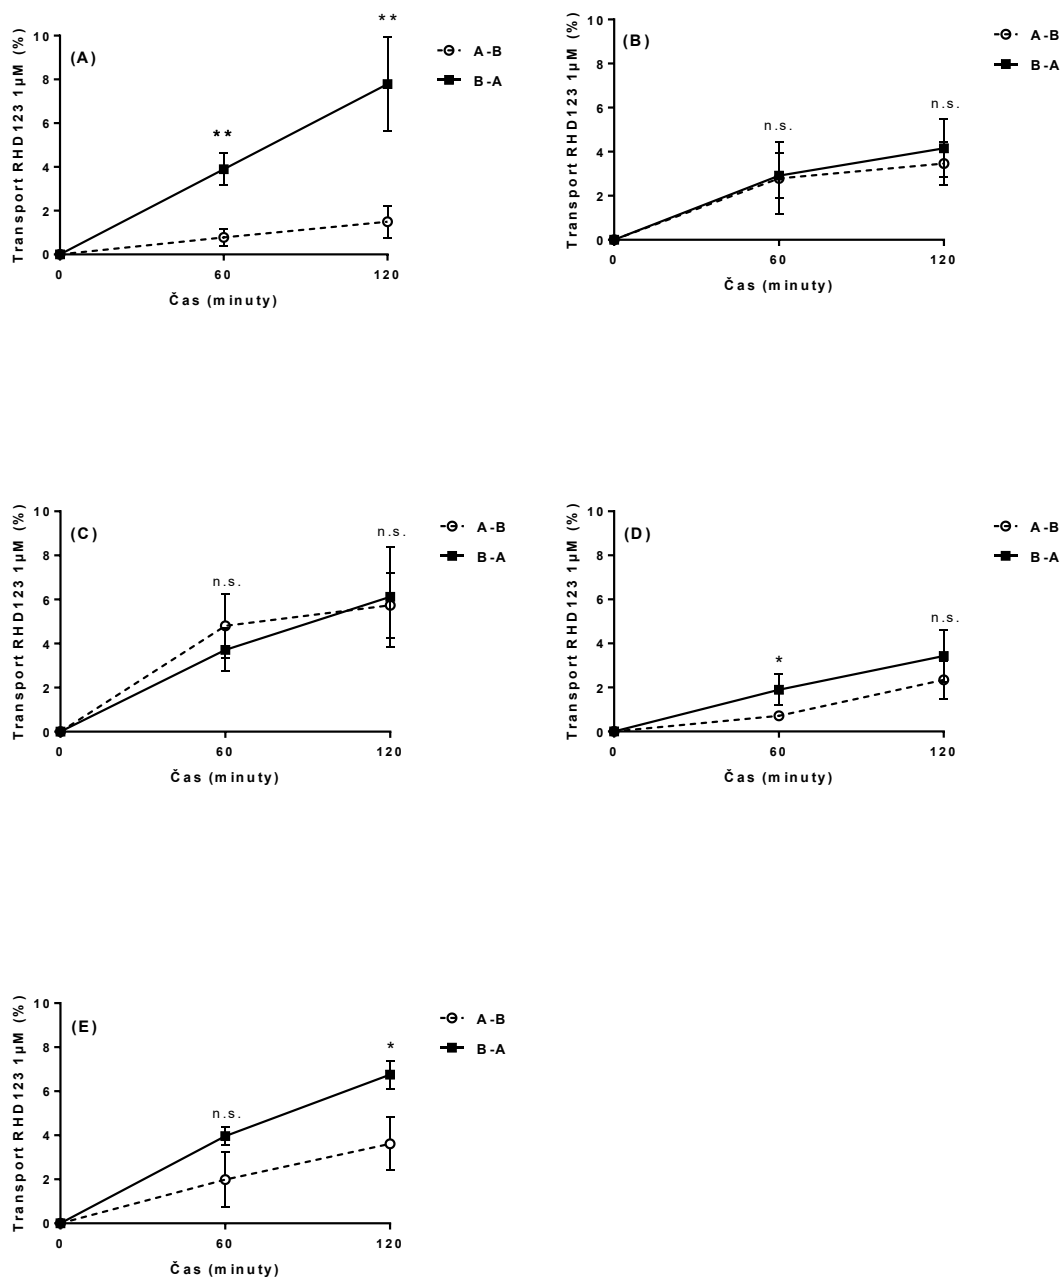 **
10
(A)
A-B
8
B-A
**
6
4
2
0
0
60
120
Transport RHD123 1µM (%)
Čas (minuty)
10
(B)
A-B
B-A
8
n.s.
n.s.
6
4
2
0
0
60
120
Transport RHD123 1µM (%)
Čas (minuty)
10
(C)
n.s.
A-B
B-A
8
n.s.
6
4
2
0
0
60
120
Transport RHD123 1µM (%)
Čas (minuty)
10
(D)
A-B
B-A
8
6
n.s.
4
*
2
0
0
60
120
Transport RHD123 1µM (%)
Čas (minuty)
10
(E)
A-B
B-A
8
*
6
n.s.
4
2
0
0
60
120
Transport RHD123 1µM (%)
Čas (minuty)